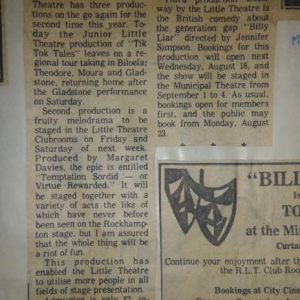 Theatre has three produc-
tions on the go again for the
second time this year. To-
day the Junior Little
Theatre production of "Tik
Tok Tales" leaves on a re-
gional tour taking in Biloela;
Theodore, Moura and Glad-
stone, returning home after
the Gladstone performance
on Saturday.
Second production is a
fruity melodrama to be
staged in the Little Theatre
Clubrooms on Friday and
Saturday of next week.
Produced by Margaret
Davies, the epic is entitled
"Temptation Sordid — or
Virtue Rewarded." It will
be staged together with a
variety of acts the like of
which have never before
been seen on the Rockhamp-
ton stage, but I am assured
that the whole thing will be
a riot of fun.
This production has
enabled the Little Theatre to
utilise more people in all
fields of stage presentation.
Admission is only
way by the Little Theatre is
the British comedy about
the generation gap "Billy
Liar" directed by Jennifer
Simpson. Bookings for this
production will open next
Wednesday, August 18, and
the show will be staged in
the Municipal Theatre from
September 1 to 4. As usual,
bookings open for members
first, and the public may
book from Monday, August
23.
"BILL
IS
TO
at the Mi
Curta
Continue your enjoyment after th
the R.L.T. Club Roo
Bookings at City Cine